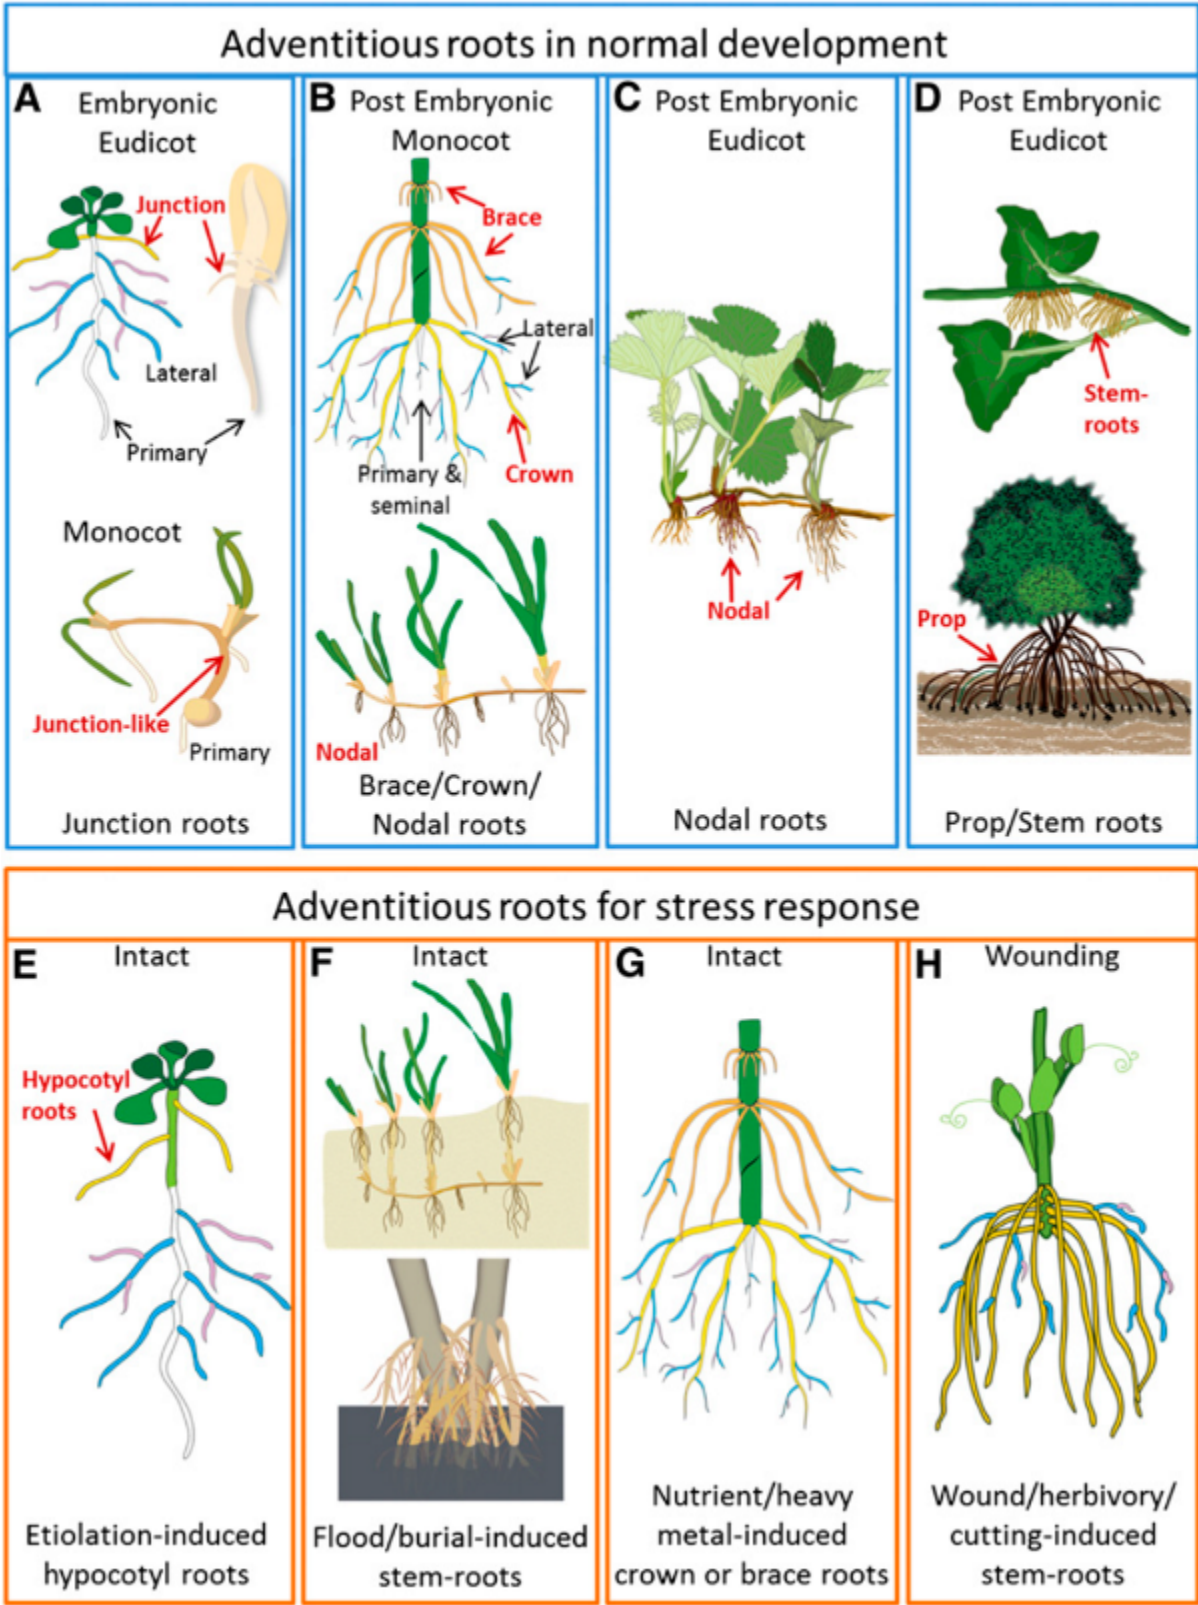 Adventitious roots in normal development
A
Embryonic
Eudicot
Junction
Lateral
Primary
Monocot
Junction-like
Primary
Junction roots
B
Post Embryonic
Monocot
Brace
Lateral
Primary &
seminal
Crown
Nodal
Brace/Crown/
Nodal roots
C
Post Embryonic
Eudicot
Nodal
Nodal roots
D
Post Embryonic
Eudicot
Stem-
roots
Prop
Prop/Stem roots
Adventitious roots for stress response
E
Intact
Hypocotyl
roots
Etiolation-induced
hypocotyl roots
F
Intact
Flood/burial-induced
stem-roots
G
Intact
Nutrient/heavy
metal-induced
crown or brace roots
H
Wounding
Wound/herbivory/
cutting-induced
stem-roots